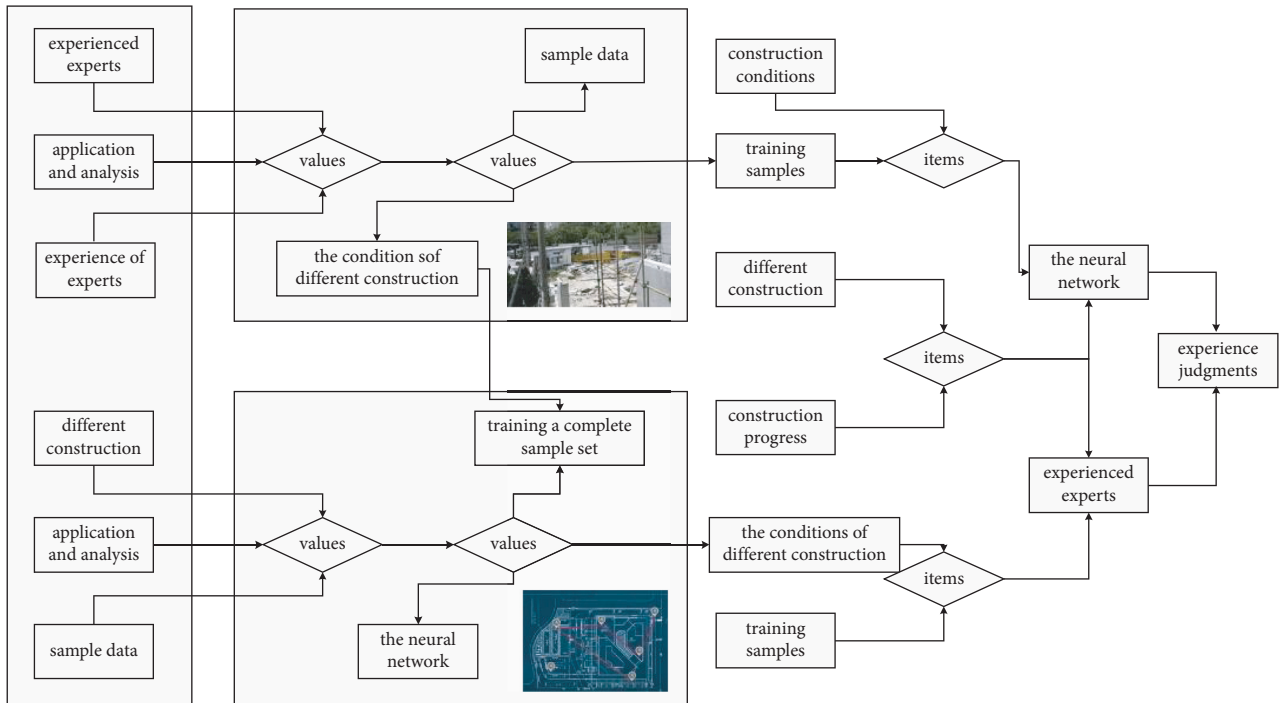 experienced
experts
application
and analysis
experience of
experts
different
construction
application
and analysis
sample data
sample data
values
values
the condition sof
different construction
training a complete
sample set
values
values
the neural
network
construction
conditions
training
samples
items
different
construction
items
construction
progress
the conditions of
different construction
items
training
samples
the neural
network
experience
judgments
experienced
experts